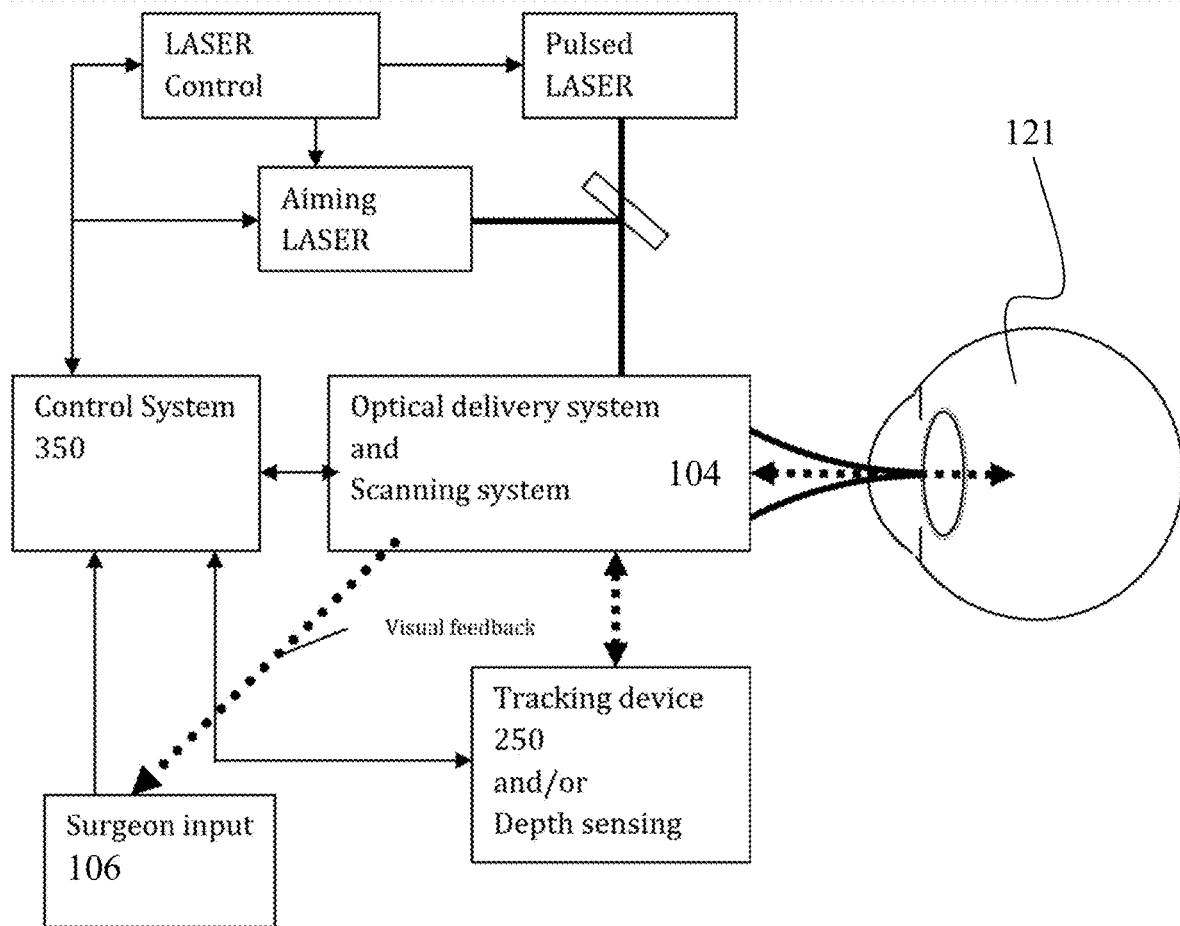 LASER
Control
Pulsed
LASER
121
Aiming
LASER
Control System
350
Optical delivery system
and
Scanning system
104
Visual feedback
Tracking device
250
and/or
Depth sensing
Surgeon input
106